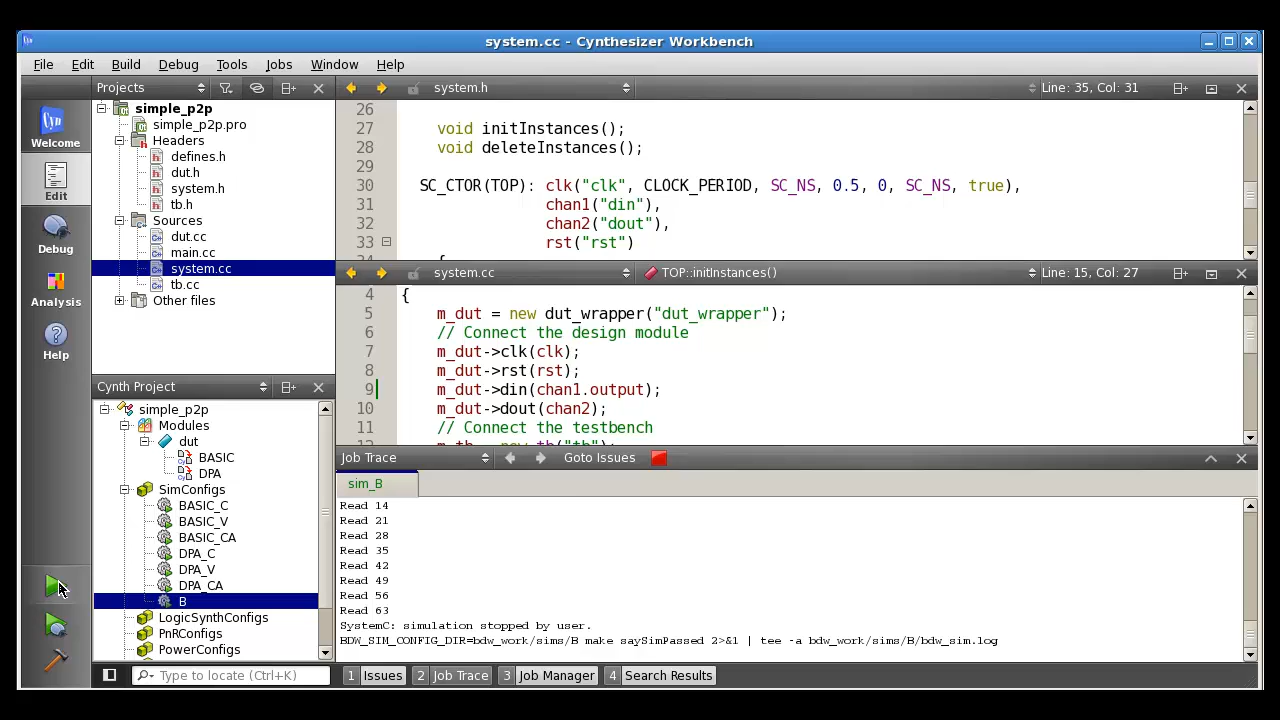 system.cc - Cynthesizer Workbench
File Edit Build Debug Tools Jobs Window Help
Projects
system.h
Line: 35, Col: 31
Welcome
Edit
Debug
Analysis
Help
simple_p2p
simple_p2p.pro
Headers
defines.h
dut.h
system.h
tb.h
Sources
dut.cc
main.cc
system.cc
tb.cc
Other files
26
27 void initInstances();
28 void deleteInstances();
29
30 SC_CTOR(TOP): clk("clk", CLOCK_PERIOD, SC_NS, 0.5, 0, SC_NS, true),
31 chan1("din"),
32 chan2("dout"),
33 rst("rst")
34 {
system.cc
TOP::initInstances()
Line: 15, Col: 27
4 {
5 m_dut = new dut_wrapper("dut_wrapper");
6 // Connect the design module
7 m_dut->clk(clk);
8 m_dut->rst(rst);
9 m_dut->din(chan1.output);
10 m_dut->dout(chan2);
11 // Connect the testbench
12 m_tb = new tb("tb");
Cynth Project
simple_p2p
Modules
dut
BASIC
DPA
SimConfigs
BASIC_C
BASIC_V
BASIC_CA
DPA_C
DPA_V
DPA_CA
B
LogicSynthConfigs
PnRConfigs
PowerConfigs
Job Trace
Goto Issues
sim_B
Read 14
Read 21
Read 28
Read 35
Read 42
Read 49
Read 56
Read 63
SystemC: simulation stopped by user.
BDW_SIM_CONFIG_DIR=bdw_work/sims/B make saySimPassed 2>&1 | tee -a bdw_work/sims/B/bdw_sim.log
Type to locate (Ctrl+K)
1 Issues 2 Job Trace 3 Job Manager 4 Search Results